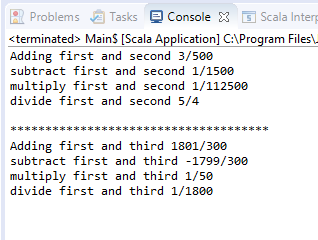 Problems Tasks Console Scala Interp
<terminated> Main$ [Scala Application] C:\Program Files\
Adding first and second 3/500
subtract first and second 1/1500
multiply first and second 1/112500
divide first and second 5/4
*************************************
Adding first and third 1801/300
subtract first and third -1799/300
multiply first and third 1/50
divide first and third 1/1800